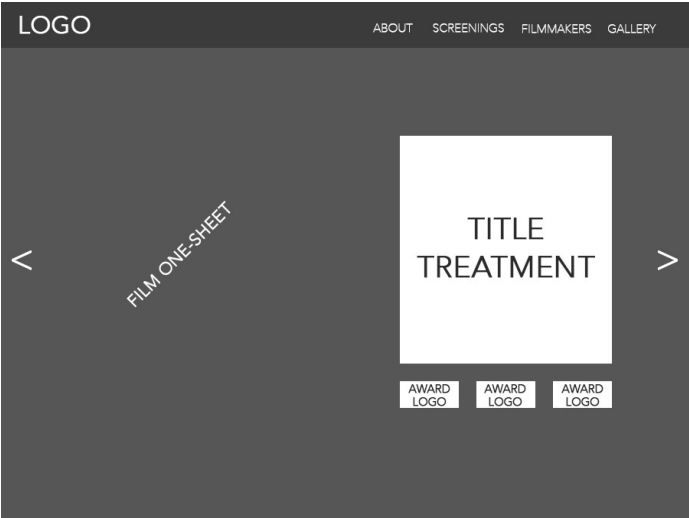 LOGO
ABOUT SCREENINGS FILMMAKERS GALLERY
FILM ONE-SHEET
<
TITLE
TREATMENT
>
AWARD
LOGO
AWARD
LOGO
AWARD
LOGO